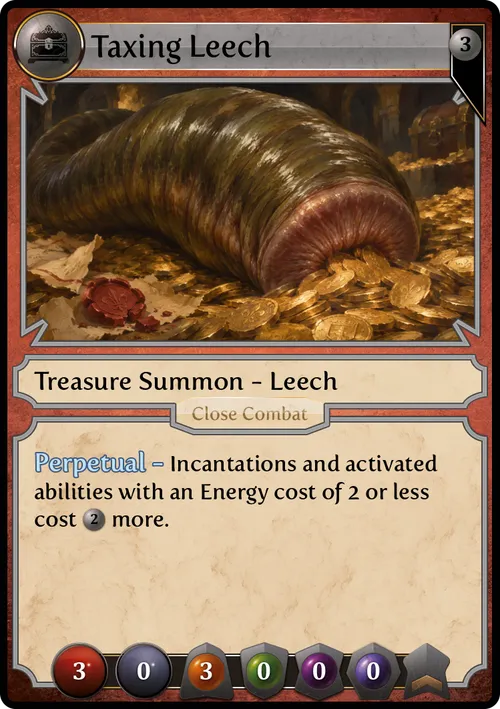 Taxing Leech
3
Treasure Summon - Leech
Close Combat
Perpetual - Incantations and activated
abilities with an Energy cost of 2 or less
cost 2 more.
3* 0* 3 0 0 0